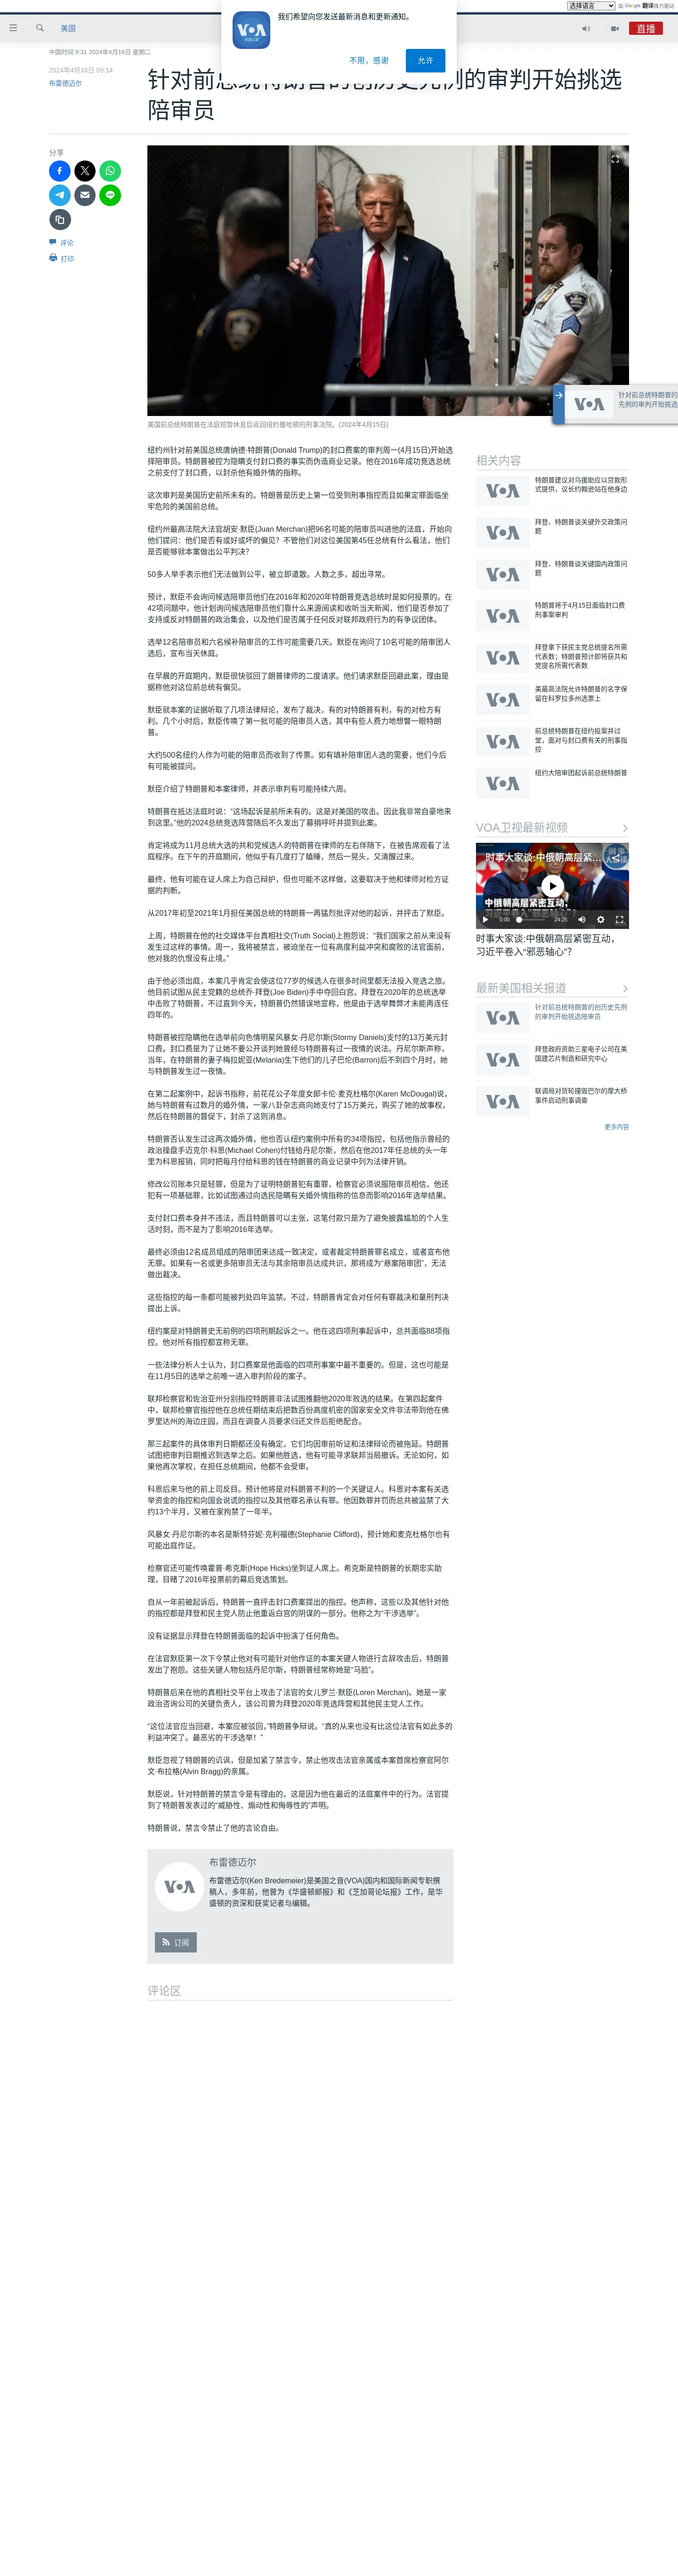 选择语言
由 Google 翻译强力驱动
我们希望向您发送最新消息和更新通知。
不用，感谢
允许
美国
直播
中国时间 9:31 2024年4月16日 星期二
2024年4月16日 09:14
布雷德迈尔
针对前总统特朗普的创历史先例的审判开始挑选
陪审员
分享
评论
打印
美国前总统特朗普在法庭短暂休息后返回纽约曼哈顿的刑事法院。(2024年4月15日)
针对前总统特朗普的
先例的审判开始挑选
纽约州针对前美国总统唐纳德·特朗普(Donald Trump)的封口费案的审判周一(4月15日)开始选
择陪审员。特朗普被控为隐瞒支付封口费的事实而伪造商业记录。他在2016年成功竞选总统
之前支付了封口费，以封杀他有婚外情的指称。
这次审判是美国历史前所未有的。特朗普是历史上第一位受到刑事指控而且如果定罪面临坐
牢危险的美国前总统。
纽约州最高法院大法官胡安·默臣(Juan Merchan)把96名可能的陪审员叫进他的法庭，开始向
他们提问：他们是否有或好或坏的偏见？不管他们对这位美国第45任总统有什么看法，他们
是否能够就本案做出公平判决？
50多人举手表示他们无法做到公平，被立即遣散。人数之多，超出寻常。
预计，默臣不会询问候选陪审员他们在2016年和2020年特朗普竞选总统时是如何投票的。在
42项问题中，他计划询问候选陪审员他们靠什么来源阅读和收听当天新闻，他们是否参加了
支持或反对特朗普的政治集会，以及他们是否属于任何反对联邦政府行为的有争议团体。
选举12名陪审员和六名候补陪审员的工作可能需要几天。默臣在询问了10名可能的陪审团人
选后，宣布当天休庭。
在早晨的开庭期内，默臣很快驳回了朗普律师的二度请求。他们请求默臣回避此案，理由是
据称他对这位前总统有偏见。
默臣就本案的证据听取了几项法律辩论，发布了裁决，有的对特朗普有利，有的对检方有
利。几个小时后，默臣传唤了第一批可能的陪审员人选，其中有些人费力地想瞥一眼特朗
普。
大约500名纽约人作为可能的陪审员而收到了传票。如有填补陪审团人选的需要，他们今后
有可能被提问。
默臣介绍了特朗普和本案律师，并表示审判有可能持续六周。
特朗普在抵达法庭时说：“这场起诉是前所未有的。这是对美国的攻击。因此我非常自豪地来
到这里。”他的2024总统竞选阵营随后不久发出了募捐呼吁并提到此案。
肯定将成为11月总统大选的共和党候选人的特朗普在律师的左右伴随下，在被告席观看了法
庭程序。在下午的开庭期间，他似乎有几度打了瞌睡，然后一晃头，又清醒过来。
最终，他有可能在证人席上为自己辩护，但也可能不这样做，这要取决于他和律师对检方证
据的判断。
从2017年初至2021年1月担任美国总统的特朗普一再猛烈批评对他的起诉，并抨击了默臣。
上周，特朗普在他的社交媒体平台真相社交(Truth Social)上抱怨说：“我们国家之前从来没有
发生过这样的事情。周一，我将被禁言，被迫坐在一位有高度利益冲突和腐败的法官面前，
他对我的仇恨没有止境。”
由于他必须出庭，本案几乎肯定会使这位77岁的候选人在很多时间里都无法投入竞选之旅。
他目前试图从民主党籍的总统乔·拜登(Joe Biden)手中夺回白宫。拜登在2020年的总统选举
中击败了特朗普，不过直到今天，特朗普仍然错误地宣称，他是由于选举舞弊才未能再连任
四年的。
特朗普被控隐瞒他在选举前向色情明星风暴女·丹尼尔斯(Stormy Daniels)支付的13万美元封
口费。封口费是为了让她不要公开谈判她曾经与特朗普有过一夜情的说法。丹尼尔斯声称，
当年，在特朗普的妻子梅拉妮亚(Melania)生下他们的儿子巴伦(Barron)后不到四个月时，她
与特朗普发生过一夜情。
在第二起案例中，起诉书指称，前花花公子年度女郎卡伦·麦克杜格尔(Karen McDougal)说，
她与特朗普有过数月的婚外情，一家八卦杂志商向她支付了15万美元，购买了她的故事权，
然后在特朗普的督促下，封杀了这则消息。
特朗普否认发生过这两次婚外情，他也否认纽约案例中所有的34项指控，包括他指示曾经的
政治操盘手迈克尔·科恩(Michael Cohen)付钱给丹尼尔斯，然后在他2017年任总统的头一年
里为科恩报销，同时把每月付给科恩的钱在特朗普的商业记录中列为法律开销。
修改公司账本只是轻罪，但是为了证明特朗普犯有重罪，检察官必须说服陪审员相信，他还
犯有一项基础罪，比如试图通过向选民隐瞒有关婚外情指称的信息而影响2016年选举结果。
支付封口费本身并不违法，而且特朗普可以主张，这笔付款只是为了避免披露尴尬的个人生
活时刻，而不是为了影响2016年选举。
最终必须由12名成员组成的陪审团来达成一致决定，或者裁定特朗普罪名成立，或者宣布他
无罪。如果有一名或更多陪审员无法与其余陪审员达成共识，那将成为“悬案陪审团”，无法
做出裁决。
这些指控的每一条都可能被判处四年监禁。不过，特朗普肯定会对任何有罪裁决和量刑判决
提出上诉。
纽约案是对特朗普史无前例的四项刑期起诉之一。他在这四项刑事起诉中，总共面临88项指
控。他对所有指控都宣称无罪。
一些法律分析人士认为，封口费案是他面临的四项刑事案中最不重要的。但是，这也可能是
在11月5日的选举之前唯一进入审判阶段的案子。
联邦检察官和佐治亚州分别指控特朗普非法试图推翻他2020年败选的结果。在第四起案件
中，联邦检察官指控他在总统任期结束后把数百份高度机密的国家安全文件非法带到他在佛
罗里达州的海边庄园，而且在调查人员要求归还文件后拒绝配合。
那三起案件的具体审判日期都还没有确定，它们均因审前听证和法律辩论而被拖延。特朗普
试图把审判日期推迟到选举之后。如果他胜选，他有可能寻求联邦当局撤诉。无论如何，如
果他再次掌权，在担任总统期间，他都不会受审。
科恩后来与他的前上司反目。预计他将是对科朗普不利的一个关键证人。科恩对本案有关选
举资金的指控和向国会说谎的指控以及其他罪名承认有罪。他因数罪并罚而总共被监禁了大
约13个半月，又被在家拘禁了一年半。
风暴女·丹尼尔斯的本名是斯特芬妮·克利福德(Stephanie Clifford)，预计她和麦克杜格尔也有
可能出庭作证。
检察官还可能传唤霍普·希克斯(Hope Hicks)坐到证人席上。希克斯是特朗普的长期忠实助
理，目睹了2016年投票前的幕后竞选策划。
自从一年前被起诉后，特朗普一直抨击封口费案提出的指控。他声称，这些以及其他针对他
的指控都是拜登和民主党人防止他重返白宫的阴谋的一部分。他称之为“干涉选举”。
没有证据显示拜登在特朗普面临的起诉中扮演了任何角色。
在法官默臣第一次下令禁止他对有可能针对他作证的本案关键人物进行言辞攻击后，特朗普
发出了抱怨。这些关键人物包括丹尼尔斯，特朗普经常称她是“马脸”。
特朗普后来在他的真相社交平台上攻击了法官的女儿罗兰·默臣(Loren Merchan)。她是一家
政治咨询公司的关键负责人，该公司曾为拜登2020年竞选阵营和其他民主党人工作。
“这位法官应当回避，本案应被驳回，”特朗普争辩说。“真的从来也没有比这位法官有如此多的
利益冲突了。最恶劣的干涉选举！”
默臣忽视了特朗普的讥讽，但是加紧了禁言令，禁止他攻击法官亲属或本案首席检察官阿尔
文·布拉格(Alvin Bragg)的亲属。
默臣说，针对特朗普的禁言令是有理由的，这是因为他在最近的法庭案件中的行为。法官提
到了特朗普发表过的“威胁性、煽动性和侮辱性的”声明。
特朗普说，禁言令禁止了他的言论自由。
布雷德迈尔
布雷德迈尔(Ken Bredemeier)是美国之音(VOA)国内和国际新闻专职撰
稿人，多年前，他曾为《华盛顿邮报》和《芝加哥论坛报》工作，是华
盛顿的资深和获奖记者与编辑。
订阅
评论区
相关内容
特朗普建议对乌援助应以贷款形
式提供，议长约翰逊站在他身边
拜登、特朗普谈关键外交政策问
题
拜登、特朗普谈关键国内政策问
题
特朗普将于4月15日面临封口费
刑事案审判
拜登拿下获民主党总统提名所需
代表数；特朗普预计即将获共和
党提名所需代表数
美最高法院允许特朗普的名字保
留在科罗拉多州选票上
前总统特朗普在纽约投案并过
堂，面对与封口费有关的刑事指
控
纽约大陪审团起诉前总统特朗普
VOA卫视最新视频
时事大家谈:中俄朝高层紧...
中俄朝高层紧密互动，
0:00
24:25
时事大家谈:中俄朝高层紧密互动，
习近平卷入“邪恶轴心”？
最新美国相关报道
针对前总统特朗普的创历史先例
的审判开始挑选陪审员
拜登政府资助三星电子公司在美
国建芯片制造和研究中心
联调局对货轮撞毁巴尔的摩大桥
事件启动刑事调查
更多内容